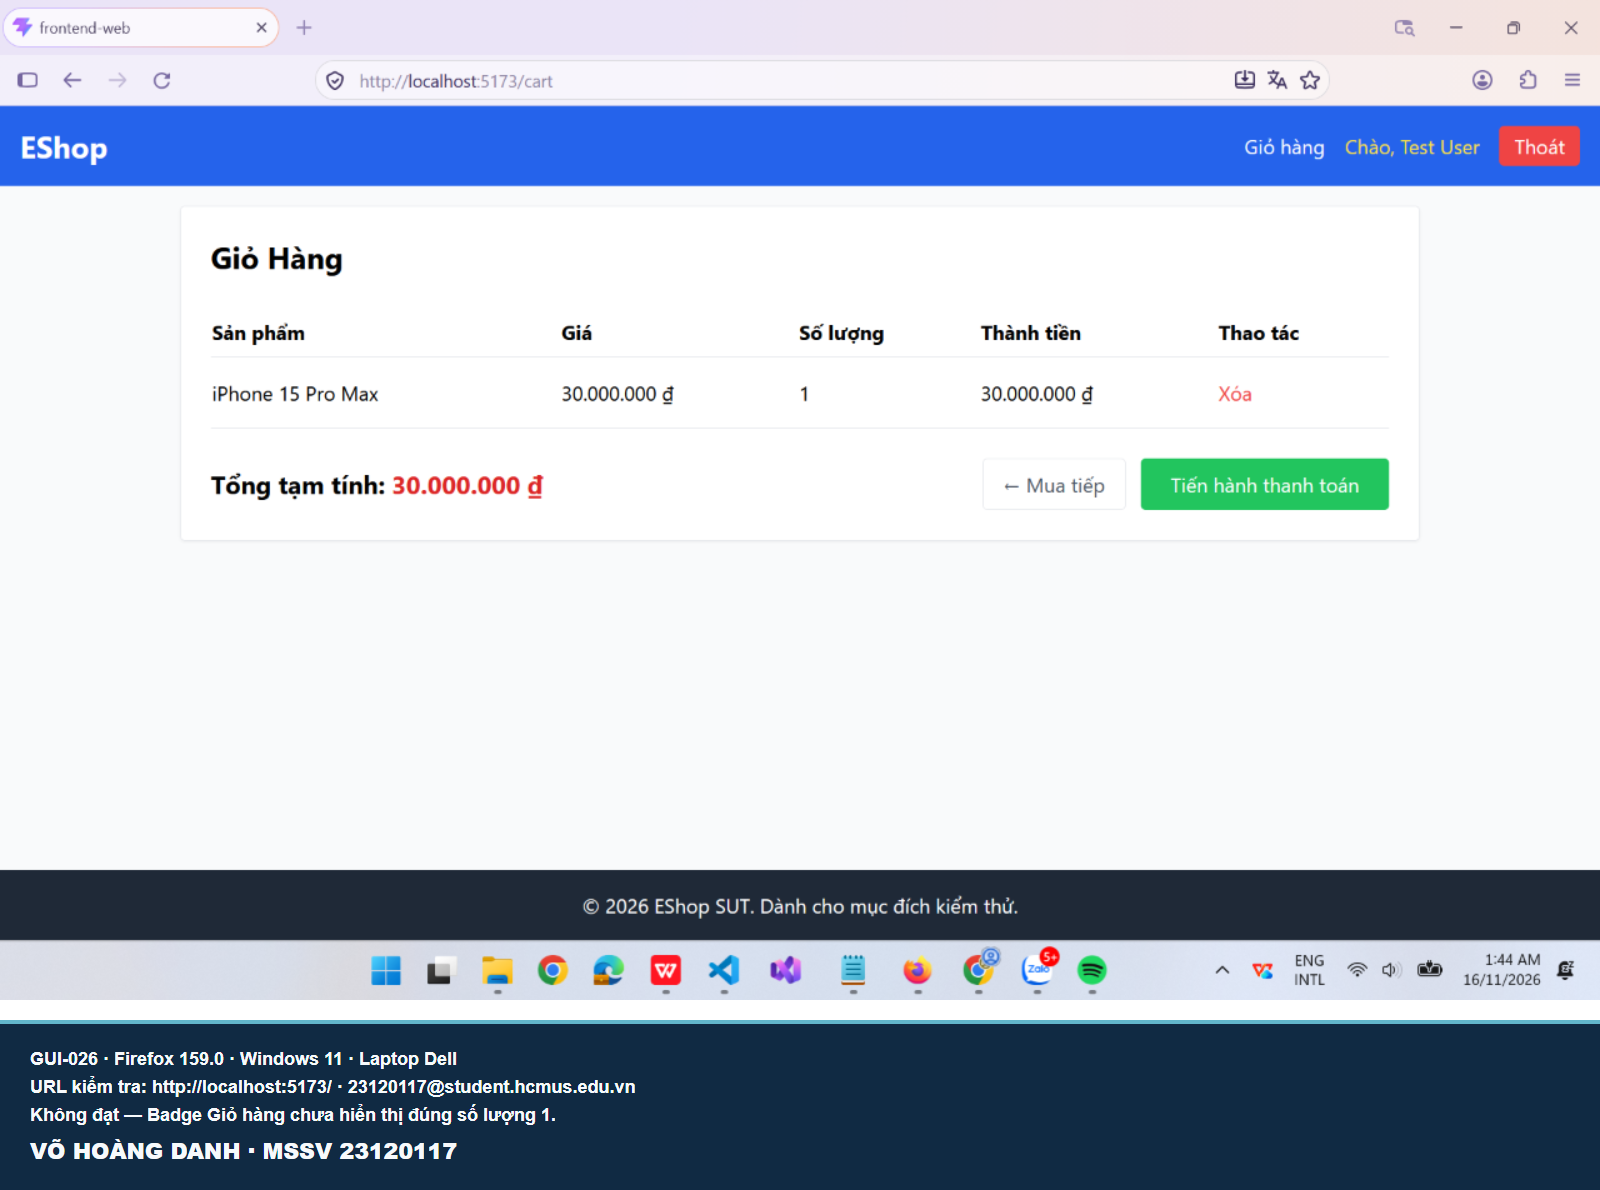 frontend-web
http://localhost:5173/cart
EShop
Giỏ hàng Chào, Test User Thoát
Giỏ Hàng
Sản phẩm Giá Số lượng Thành tiền Thao tác
iPhone 15 Pro Max 30.000.000 ₫ 1 30.000.000 ₫ Xóa
Tổng tạm tính: 30.000.000 ₫ ← Mua tiếp Tiến hành thanh toán
© 2026 EShop SUT. Dành cho mục đích kiểm thử.
Zalo 5+
ENG 1:44 AM
INTL 16/11/2026
GUI-026 · Firefox 159.0 · Windows 11 · Laptop Dell
URL kiểm tra: http://localhost:5173/ · 23120117@student.hcmus.edu.vn
Không đạt — Badge Giỏ hàng chưa hiển thị đúng số lượng 1.
VÕ HOÀNG DANH · MSSV 23120117